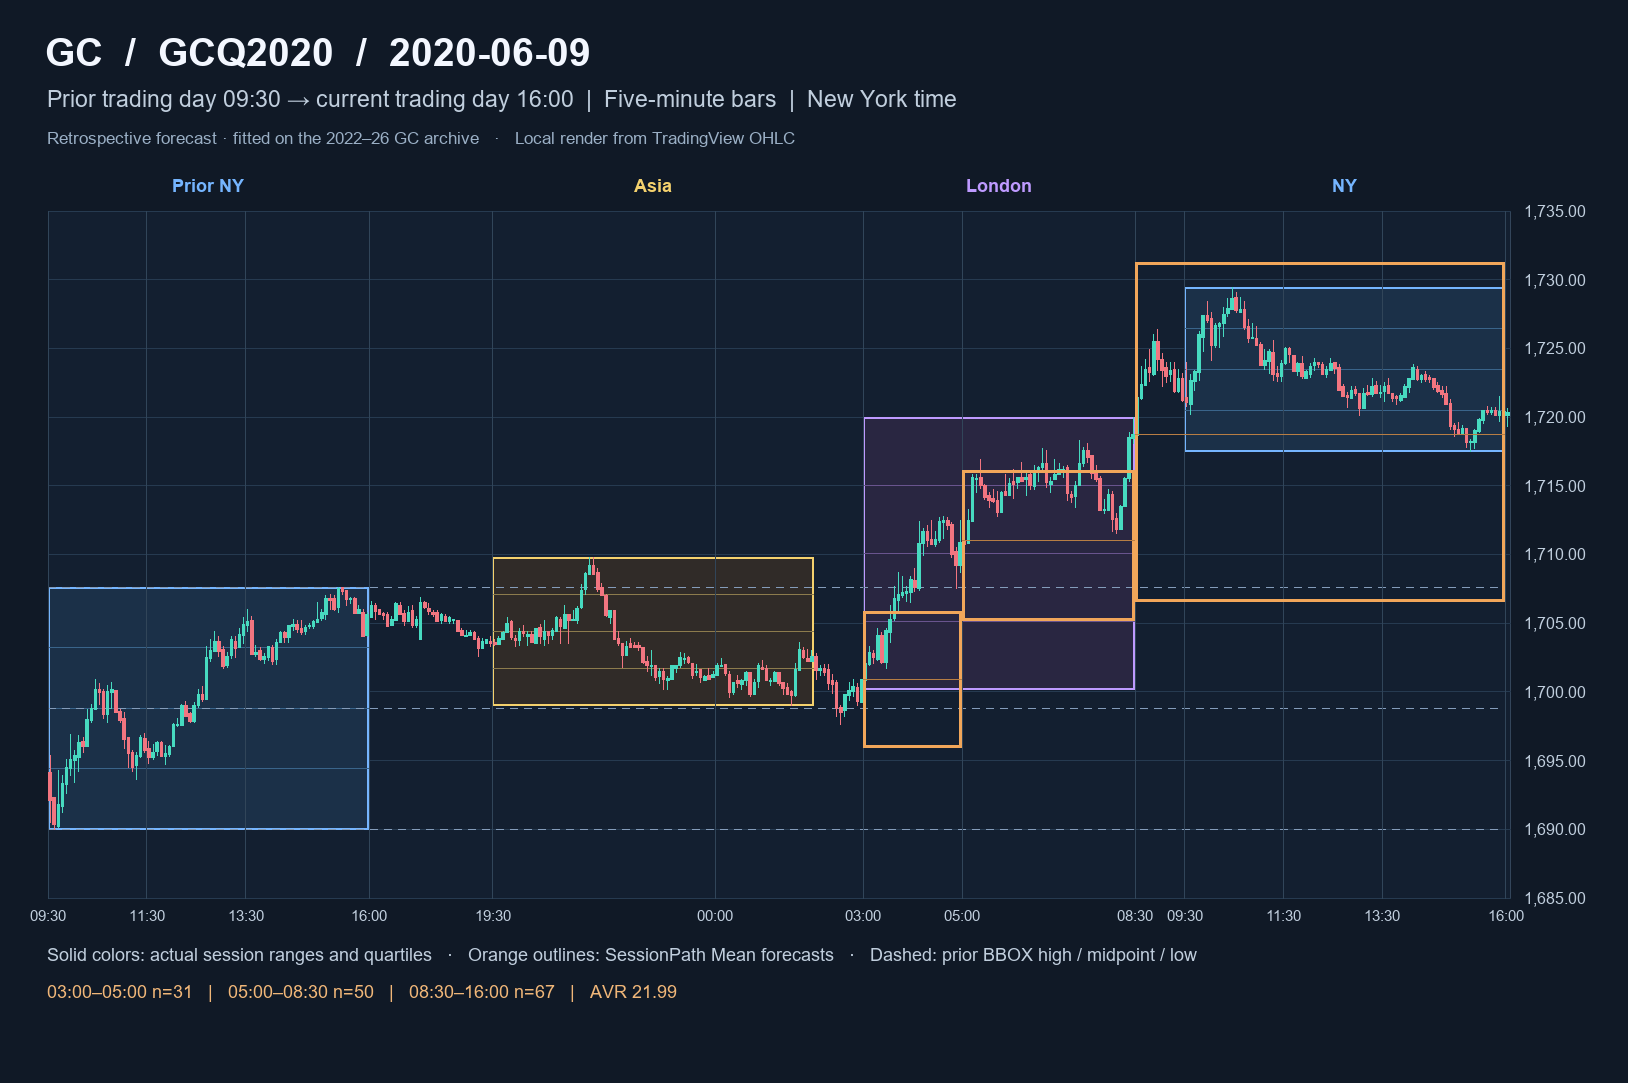 GC / GCQ2020 / 2020-06-09
Prior trading day 09:30 → current trading day 16:00 | Five-minute bars | New York time
Retrospective forecast · fitted on the 2022–26 GC archive · Local render from TradingView OHLC
Prior NY Asia London NY
1,735.00
1,730.00
1,725.00
1,720.00
1,715.00
1,710.00
1,705.00
1,700.00
1,695.00
1,690.00
1,685.00
09:30 11:30 13:30 16:00 19:30 00:00 03:00 05:00 08:30 09:30 11:30 13:30 16:00
Solid colors: actual session ranges and quartiles · Orange outlines: SessionPath Mean forecasts · Dashed: prior BBOX high / midpoint / low
03:00–05:00 n=31 | 05:00–08:30 n=50 | 08:30–16:00 n=67 | AVR 21.99